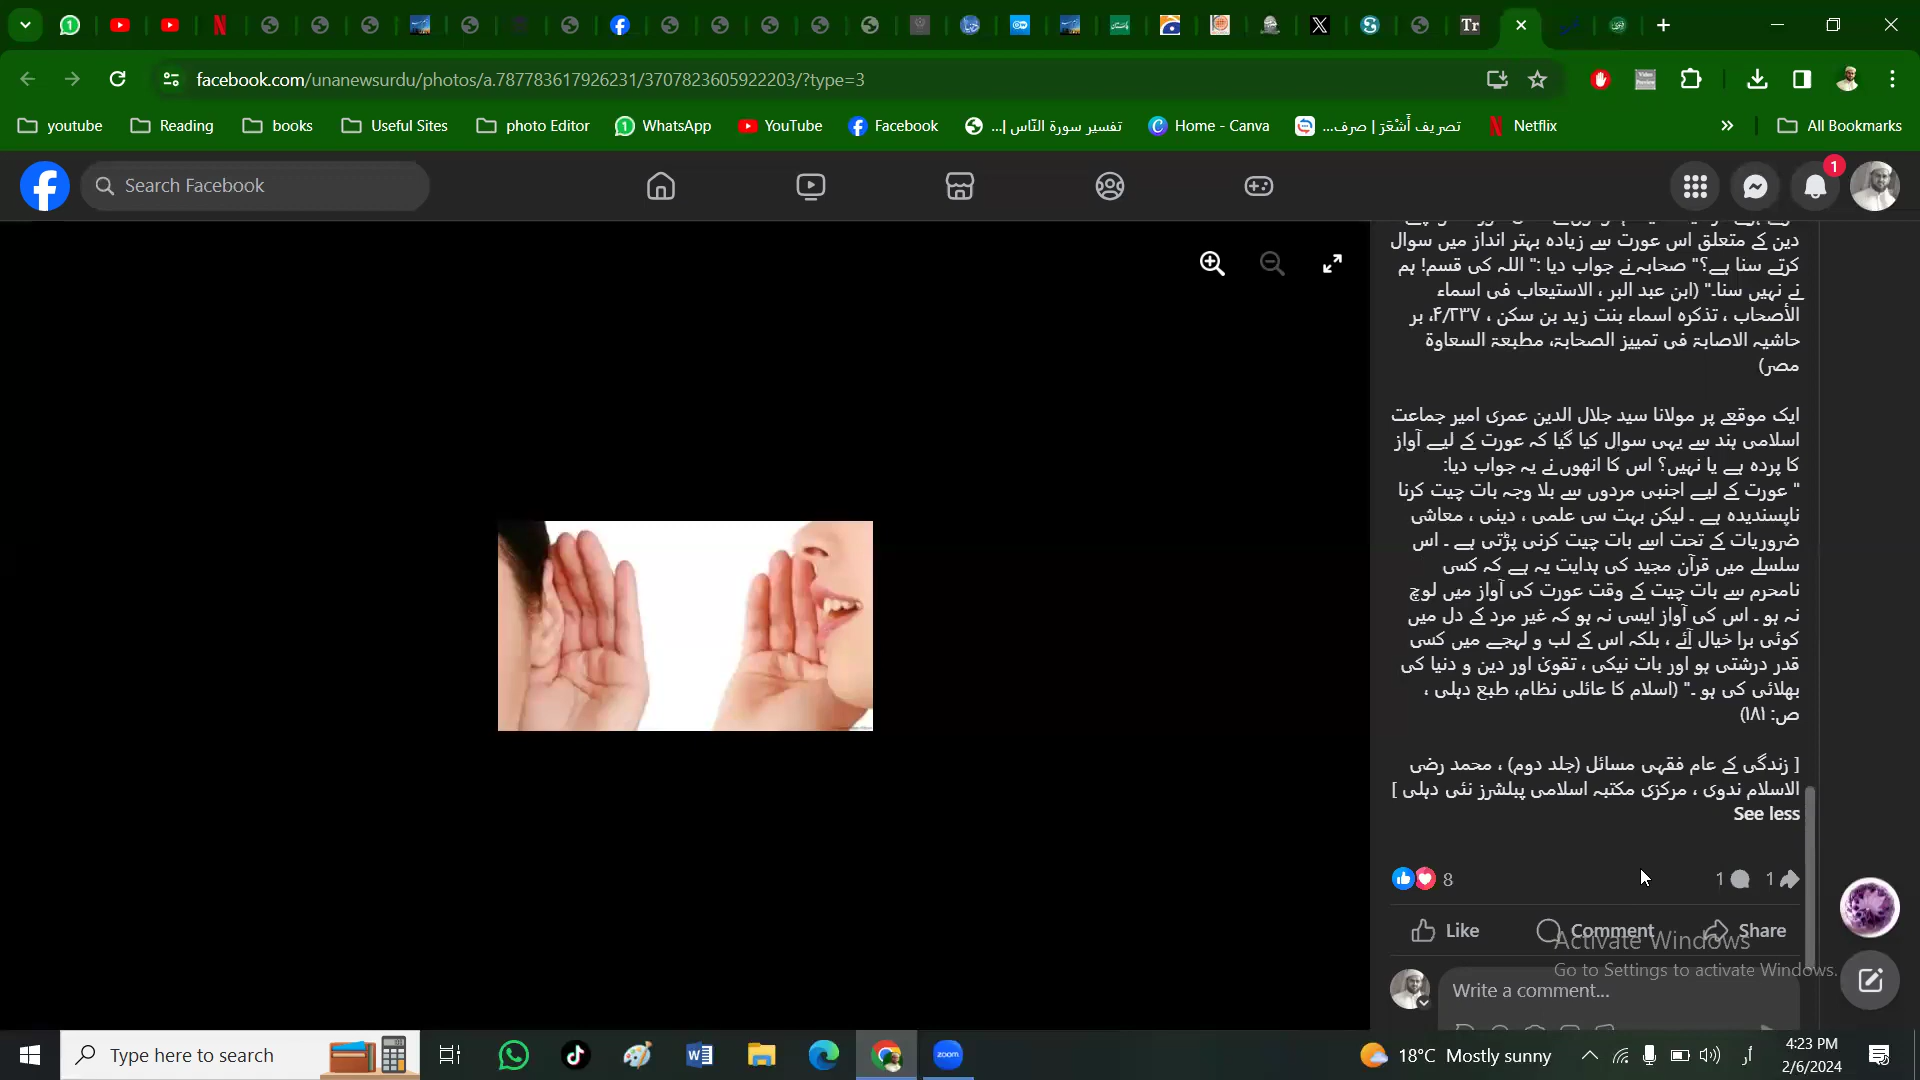 facebook.com/unanewsurdu/photos/a.787783617926231/3707823605922203/?type=3
youtube
Reading
books
Useful Sites
photo Editor
WhatsApp
YouTube
Facebook
تفسير سورة النّاس |...
Home - Canva
تصريف أَسْعَرَ | صرف...
Netflix
All Bookmarks
Search Facebook
1
دین کے متعلق اس عورت سے زیادہ بہتر انداز میں سوال
کرتے سنا ہے؟" صحابہ نے جواب دیا :" اللہ کی قسم! ہم
نے نہیں سنا۔" (ابن عبد البر ، الاستیعاب فی اسماء
الأصحاب ، تذکرہ اسماء بنت زید بن سکن ، ۴/۲۳۷، بر
حاشیہ الاصابۃ فی تمییز الصحابۃ، مطبعۃ السعاوۃ
مصر)
ایک موقعے پر مولانا سید جلال الدین عمری امیر جماعت
اسلامی ہند سے یہی سوال کیا گیا کہ عورت کے لیے آواز
کا پردہ ہے یا نہیں؟ اس کا انھوں نے یہ جواب دیا:
" عورت کے لیے اجنبی مردوں سے بلا وجہ بات چیت کرنا
ناپسندیدہ ہے ۔ لیکن بہت سی علمی ، دینی ، معاشی
ضروریات کے تحت اسے بات چیت کرنی پڑتی ہے ۔ اس
سلسلے میں قرآن مجید کی ہدایت یہ ہے کہ کسی
نامحرم سے بات چیت کے وقت عورت کی آواز میں لوچ
نہ ہو ۔ اس کی آواز ایسی نہ ہو کہ غیر مرد کے دل میں
کوئی برا خیال آئے ، بلکہ اس کے لب و لہجے میں کسی
قدر درشتی ہو اور بات نیکی ، تقویٰ اور دین و دنیا کی
بھلائی کی ہو ۔" (اسلام کا عائلی نظام، طبع دہلی ،
ص: ۱۸۱)
[ زندگی کے عام فقہی مسائل (جلد دوم) ، محمد رضی
الاسلام ندوی ، مرکزی مکتبہ اسلامی پبلشرز نئی دہلی ]
See less
8
1
1
Like
Comment
Share
Activate Windows
Go to Settings to activate Windows.
Write a comment...
Type here to search
zoom
18°C Mostly sunny
4:23 PM
2/6/2024